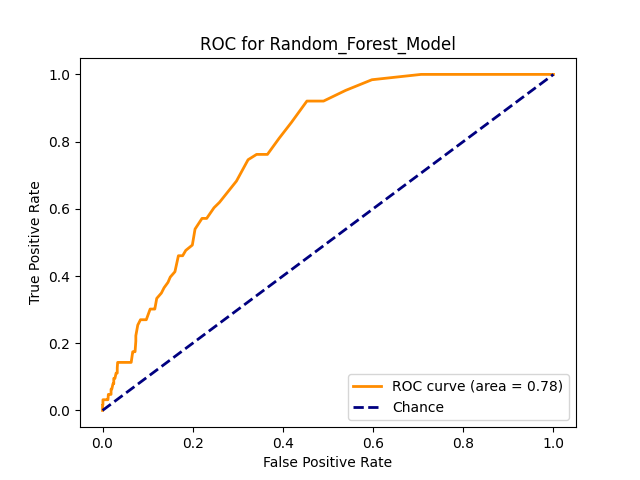 ROC for Random_Forest_Model
True Positive Rate
1.0
0.8
0.6
0.4
0.2
0.0
0.0 0.2 0.4 0.6 0.8 1.0
False Positive Rate
ROC curve (area = 0.78)
Chance